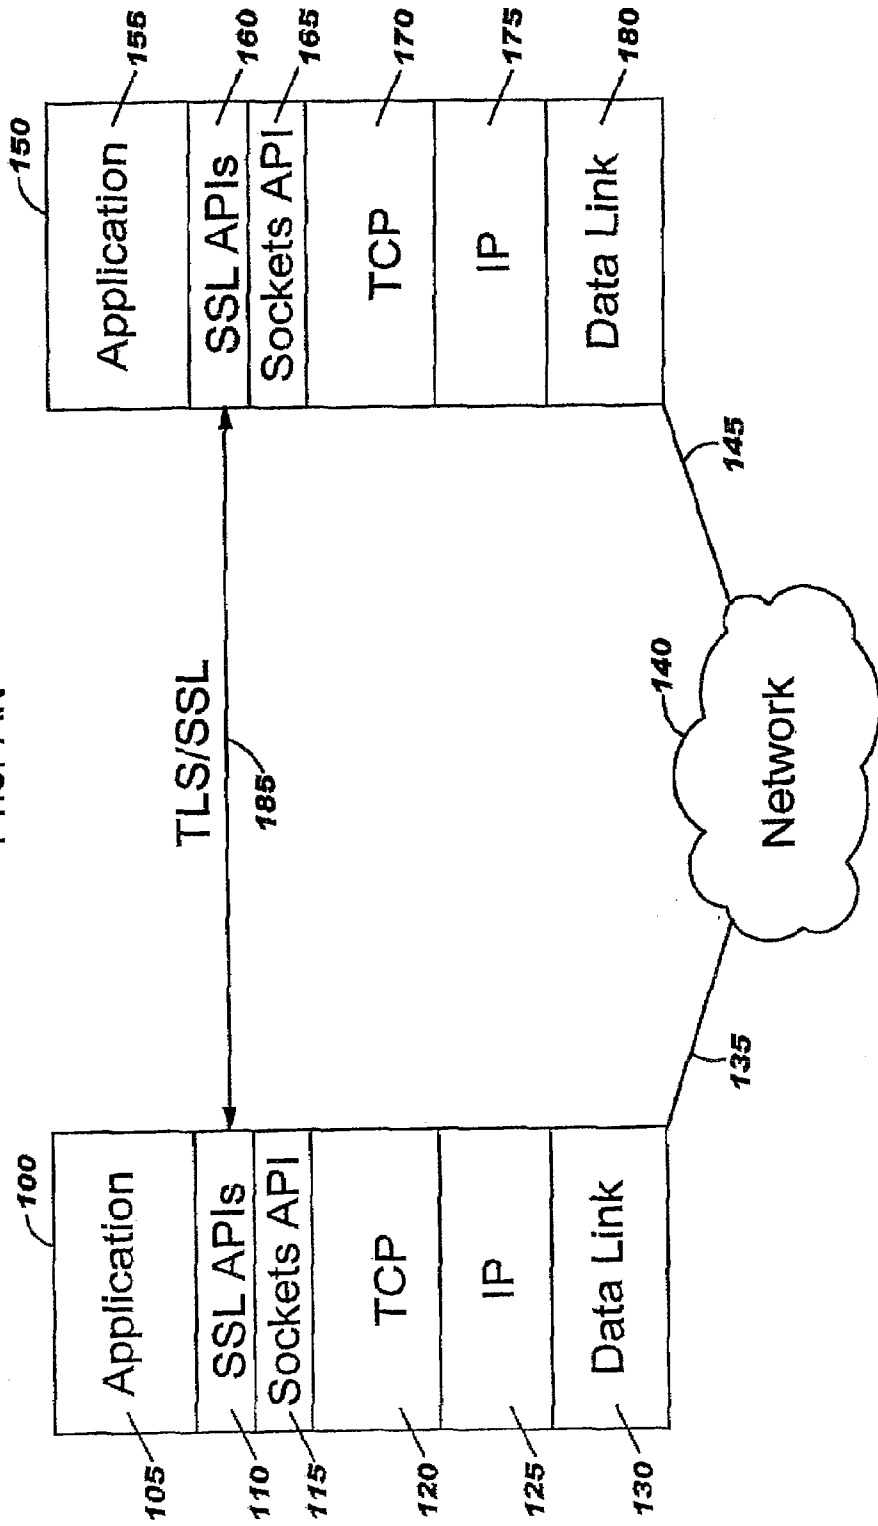 Prior Art
TLS/SSL
185
100
Application
105
SSL APIs
110
Sockets API
115
TCP
120
IP
125
Data Link
130
135
Network
140
145
150
Application
155
SSL APIs
160
Sockets API
165
TCP
170
IP
175
Data Link
180